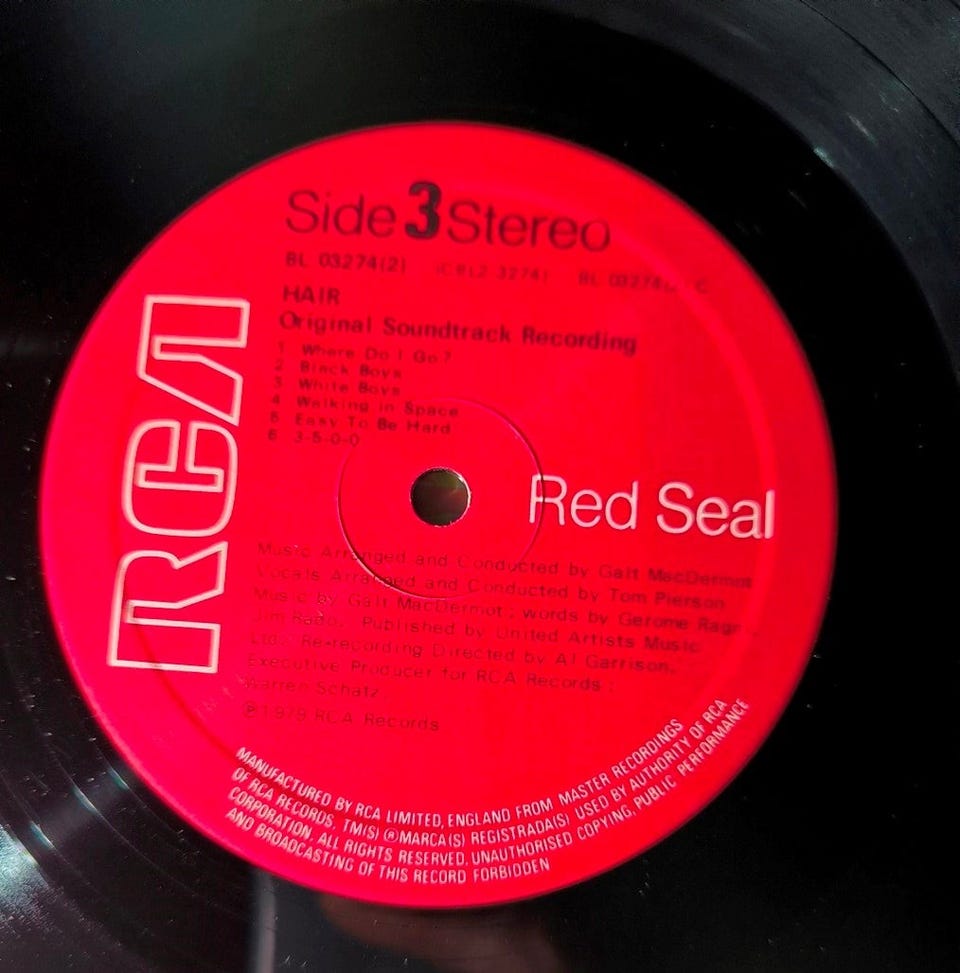 Side 3 Stereo
BL 03274(2) (CBL2 3274) BL 03274
HAIR
Original Soundtrack Recording
1 Where Do I Go?
2 Black Boys
3 White Boys
4 Walking in Space
5 Easy To Be Hard
6 3-5-0-0
RCA
Red Seal
Music Arranged and Conducted by Galt MacDermot
Vocals Arranged and Conducted by Tom Pierson
Music by Galt MacDermot; words by Gerome
Jim Rado. Published by United Artists Music
Ltd. Re-recording Directed by Al Garrison.
Executive Producer for RCA Records:
Warren Schatz.
℗ 1979 RCA Records
MANUFACTURED BY RCA LIMITED, ENGLAND FROM MASTER RECORDINGS
OF RCA RECORDS. TM(S) ® MARCA(S) REGISTRADA(S) USED BY AUTHORITY OF RCA
CORPORATION. ALL RIGHTS RESERVED. UNAUTHORISED COPYING, PUBLIC PERFORMANCE
AND BROADCASTING OF THIS RECORD FORBIDDEN